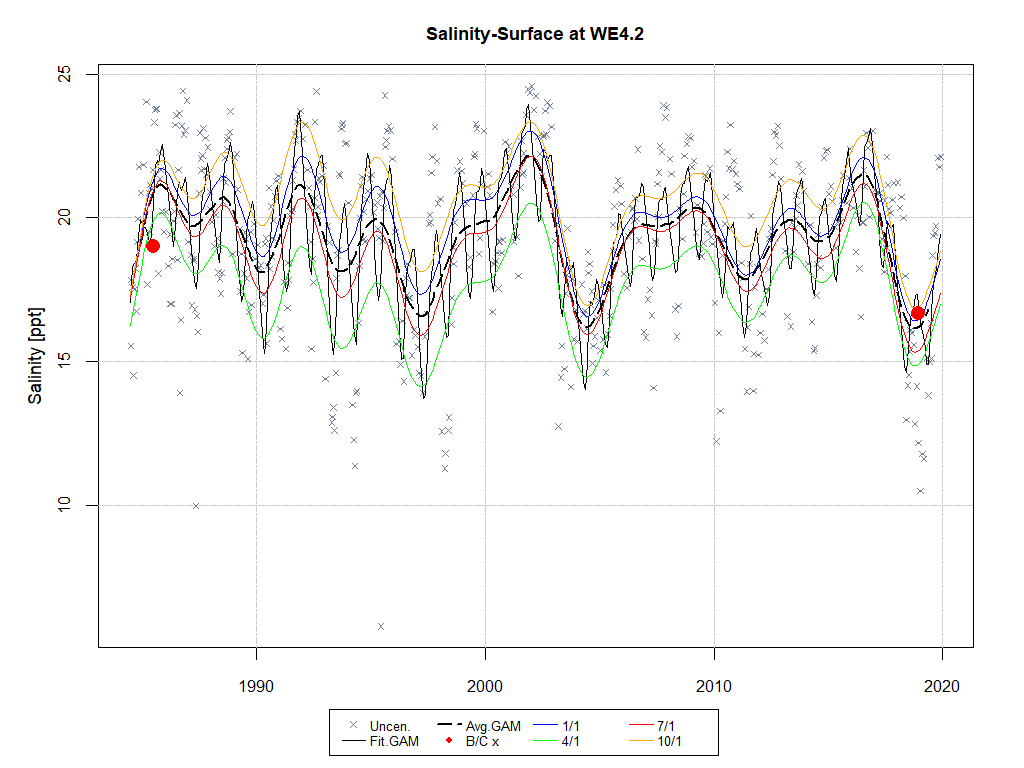 Salinity-Surface at WE4.2
Salinity [ppt]
25
20
15
10
1990 2000 2010 2020
Uncen. Avg.GAM 1/1 7/1
Fit.GAM B/C x 4/1 10/1